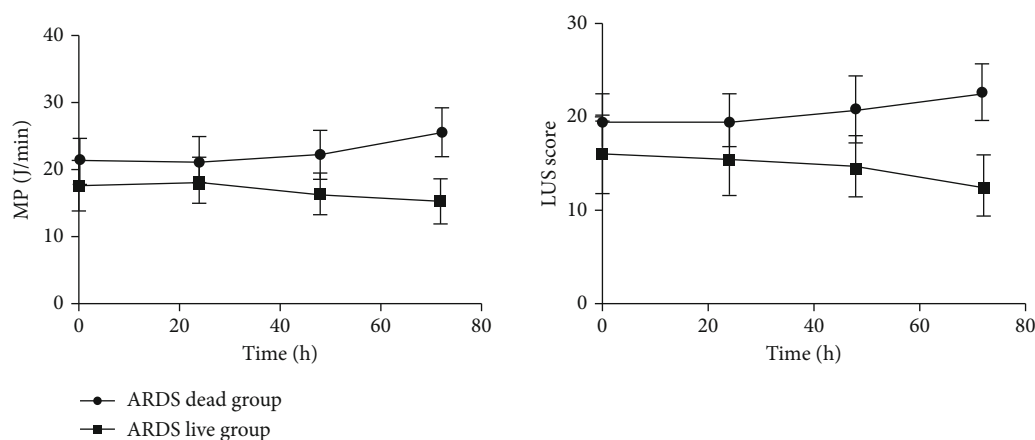 40
30
20
10
0
MP (J/min)
0 20 40 60 80
Time (h)
30
20
10
0
LUS score
0 20 40 60 80
Time (h)
ARDS dead group
ARDS live group